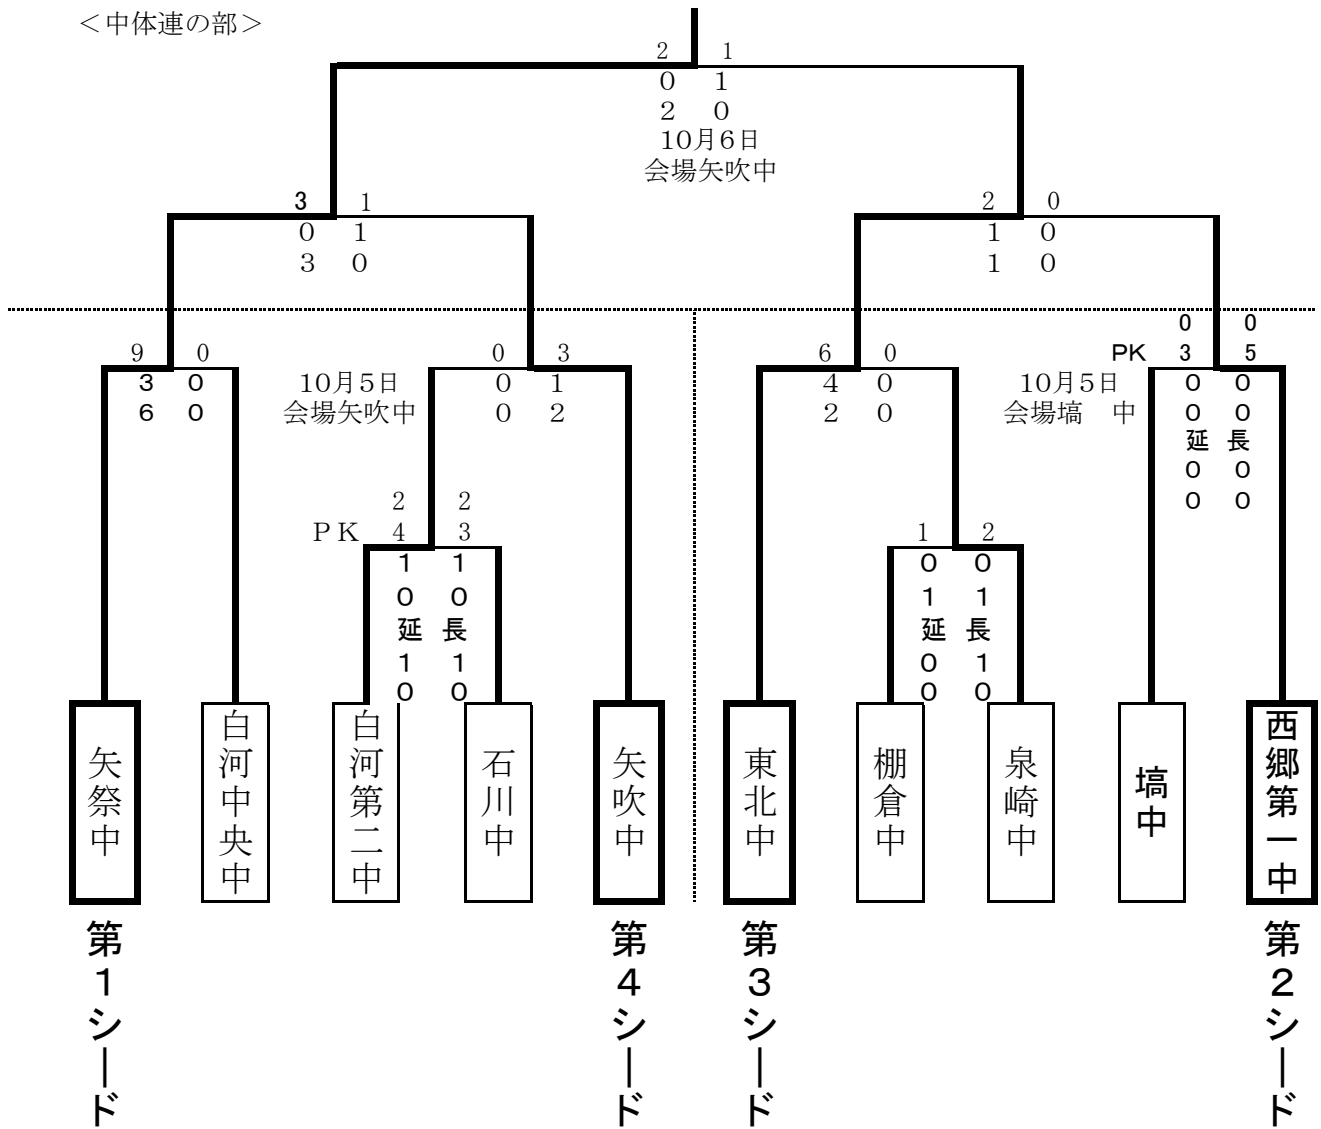 ＜中体連の部＞
2 1
0 1
2 0
10月6日
会場矢吹中
3 1
0 1
3 0
2 0
1 0
1 0
9 0
3 0
6 0
10月5日
会場矢吹中
0 3
0 1
0 2
6 0
4 0
2 0
10月5日
会場塙　中
0 0
PK 3 5
0 0
0 0
延 長
0 0
0 0
2 2
ＰＫ 4 3
1 1
0 0
延 長
1 1
0 0
1 2
0 0
1 1
延 長
0 1
0 0
矢祭中
白河中央中
白河第二中
石川中
矢吹中
東北中
棚倉中
泉崎中
塙中
西郷第一中
第1シード
第4シード
第3シード
第2シード